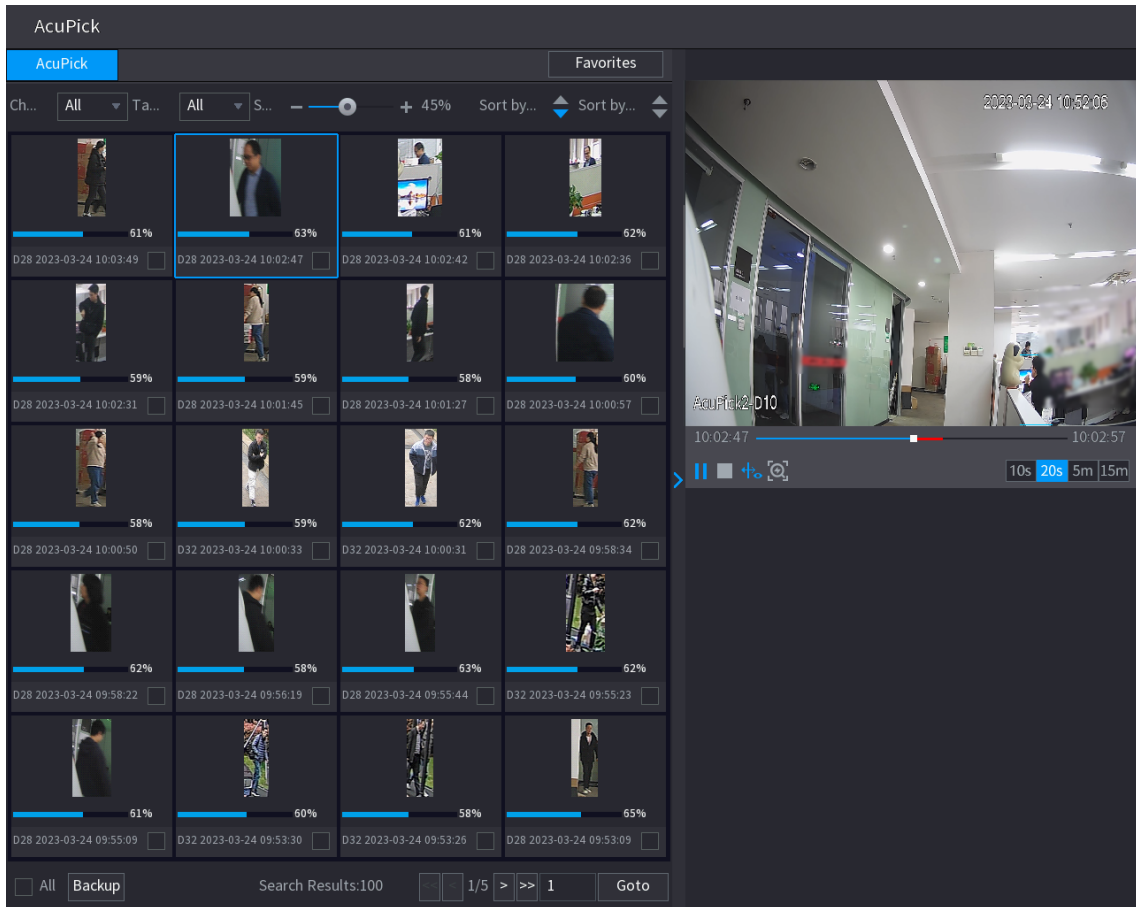 AcuPick
AcuPick
Favorites
Ch... All Ta... All S... 45% Sort by... Sort by...
61% 63% 61% 62%
D28 2023-03-24 10:03:49 D28 2023-03-24 10:02:47 D28 2023-03-24 10:02:42 D28 2023-03-24 10:02:36
59% 59% 58% 60%
D28 2023-03-24 10:02:31 D28 2023-03-24 10:01:45 D28 2023-03-24 10:01:27 D28 2023-03-24 10:00:57
58% 59% 62% 62%
D28 2023-03-24 10:00:50 D32 2023-03-24 10:00:33 D32 2023-03-24 10:00:31 D28 2023-03-24 09:58:34
62% 58% 63% 62%
D28 2023-03-24 09:58:22 D28 2023-03-24 09:56:19 D28 2023-03-24 09:55:44 D32 2023-03-24 09:55:23
61% 60% 58% 65%
D28 2023-03-24 09:55:09 D32 2023-03-24 09:53:30 D32 2023-03-24 09:53:26 D28 2023-03-24 09:53:09
All Backup Search Results:100 << < 1/5 > >> 1 Goto
2023-03-24 10:52:06
AcuPick2-D10
10:02:47 10:02:57
10s 20s 5m 15m